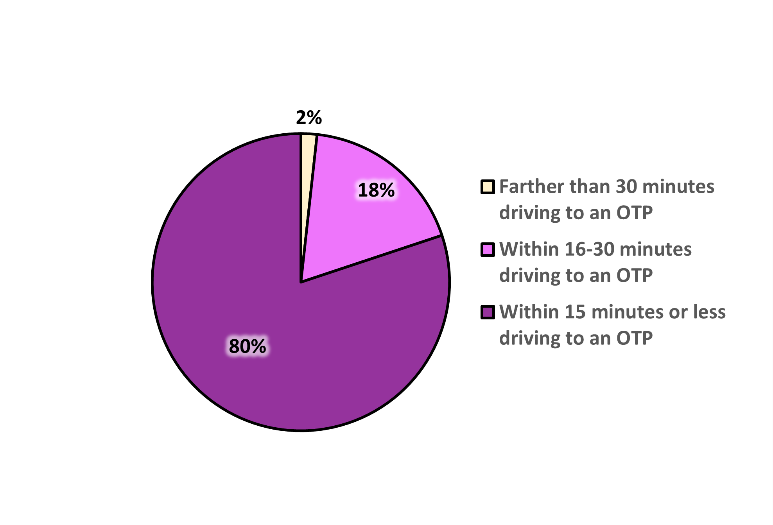 2%
18%
80%
Farther than 30 minutes
driving to an OTP
Within 16-30 minutes
driving to an OTP
Within 15 minutes or less
driving to an OTP